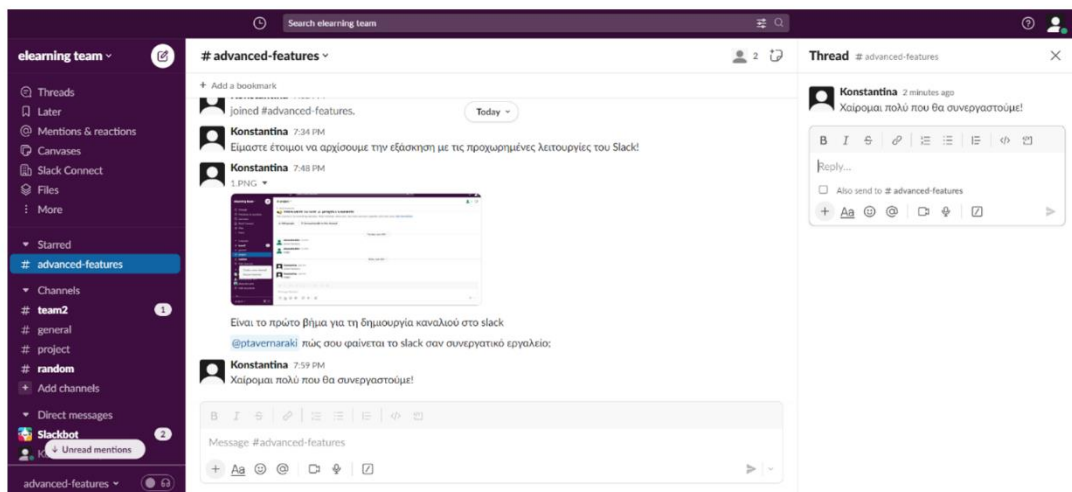 Search elearning team
elearning team
Threads
Later
Mentions & reactions
Canvases
Slack Connect
Files
More
Starred
# advanced-features
Channels
# team2 1
# general
# project
# random
+ Add channels
Direct messages
Slackbot 2
Unread mentions
advanced-features
# advanced-features
2
+ Add a bookmark
joined #advanced-features.
Today
Konstantina 7:34 PM
Είμαστε έτοιμοι να αρχίσουμε την εξάσκηση με τις προχωρημένες λειτουργίες του Slack!
Konstantina 7:48 PM
1.PNG
Είναι το πρώτο βήμα για τη δημιουργία καναλιού στο slack
@ptavernaraki πώς σου φαίνεται το slack σαν συνεργατικό εργαλείο;
Konstantina 7:59 PM
Χαίρομαι πολύ που θα συνεργαστούμε!
B I S
Message #advanced-features
+ Aa @
Thread # advanced-features
Konstantina 2 minutes ago
Χαίρομαι πολύ που θα συνεργαστούμε!
B I S
Reply...
Also send to # advanced-features
+ Aa @